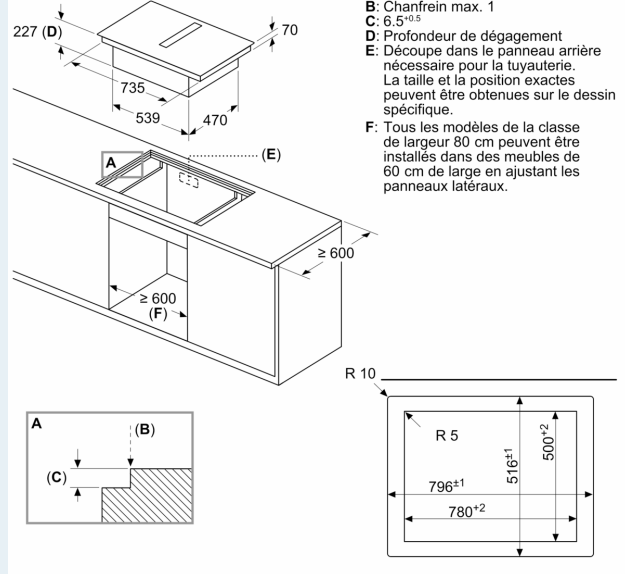 B: Chanfrein max. 1
C: 6.5+0.5
D: Profondeur de dégagement
E: Découpe dans le panneau arrière
nécessaire pour la tuyauterie.
La taille et la position exactes
peuvent être obtenues sur le dessin
spécifique.
F: Tous les modèles de la classe
de largeur 80 cm peuvent être
installés dans des meubles de
60 cm de large en ajustant les
panneaux latéraux.
227 (D)
70
735
539
470
A
(E)
≥ 600
≥ 600
(F)
R 10
A
(B)
(C)
R 5
516±1
500+2
796±1
780+2